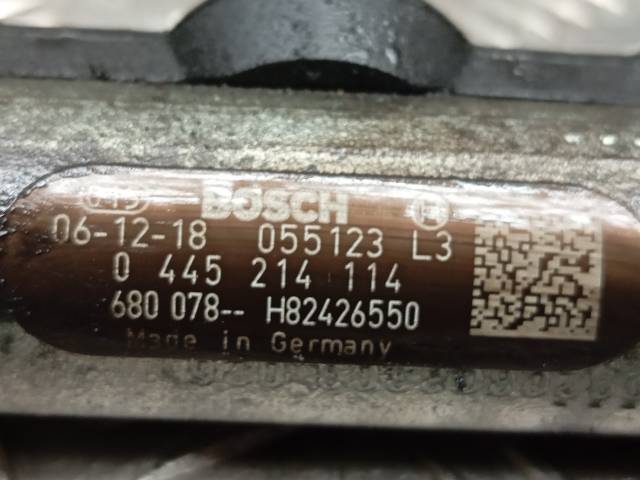 BOSCH
06-12-18 055123 L3
0 445 214 114
680 078-- H82426550
Made in Germany